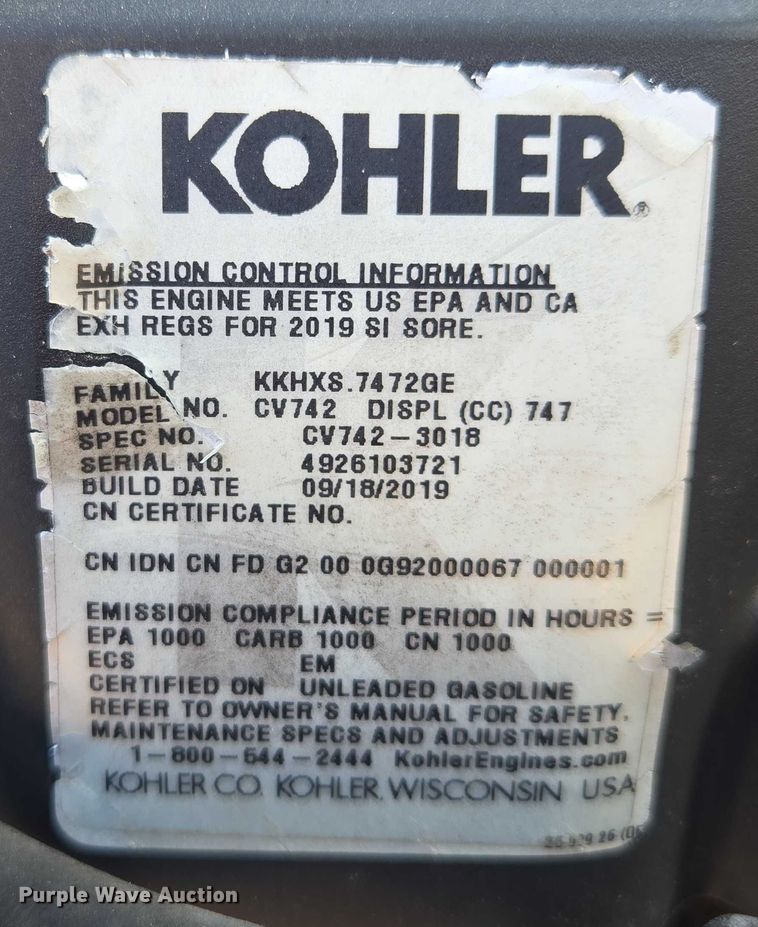 KOHLER®
EMISSION CONTROL INFORMATION
THIS ENGINE MEETS US EPA AND CA
EXH REGS FOR 2019 SI SORE.
FAMILY KKHXS.7472GE
MODEL NO. CV742 DISPL (CC) 747
SPEC NO. CV742-3018
SERIAL NO. 4926103721
BUILD DATE 09/18/2019
CN CERTIFICATE NO.
CN IDN CN FD G2 00 0G92000067 000001
EMISSION COMPLIANCE PERIOD IN HOURS =
EPA 1000 CARB 1000 CN 1000
ECS EM
CERTIFIED ON UNLEADED GASOLINE
REFER TO OWNER'S MANUAL FOR SAFETY,
MAINTENANCE SPECS AND ADJUSTMENTS
1-800-544-2444 KohlerEngines.com
KOHLER CO. KOHLER, WISCONSIN USA
Purple Wave Auction